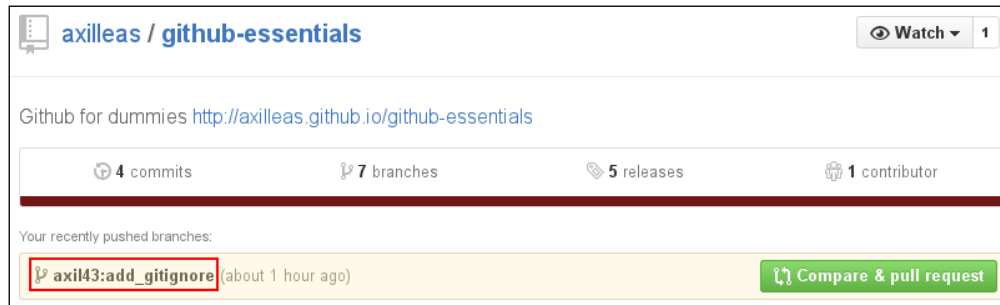 axilleas / github-essentials
Watch 1
Github for dummies http://axilleas.github.io/github-essentials
4 commits 7 branches 5 releases 1 contributor
Your recently pushed branches:
axil43:add_gitignore (about 1 hour ago) Compare & pull request